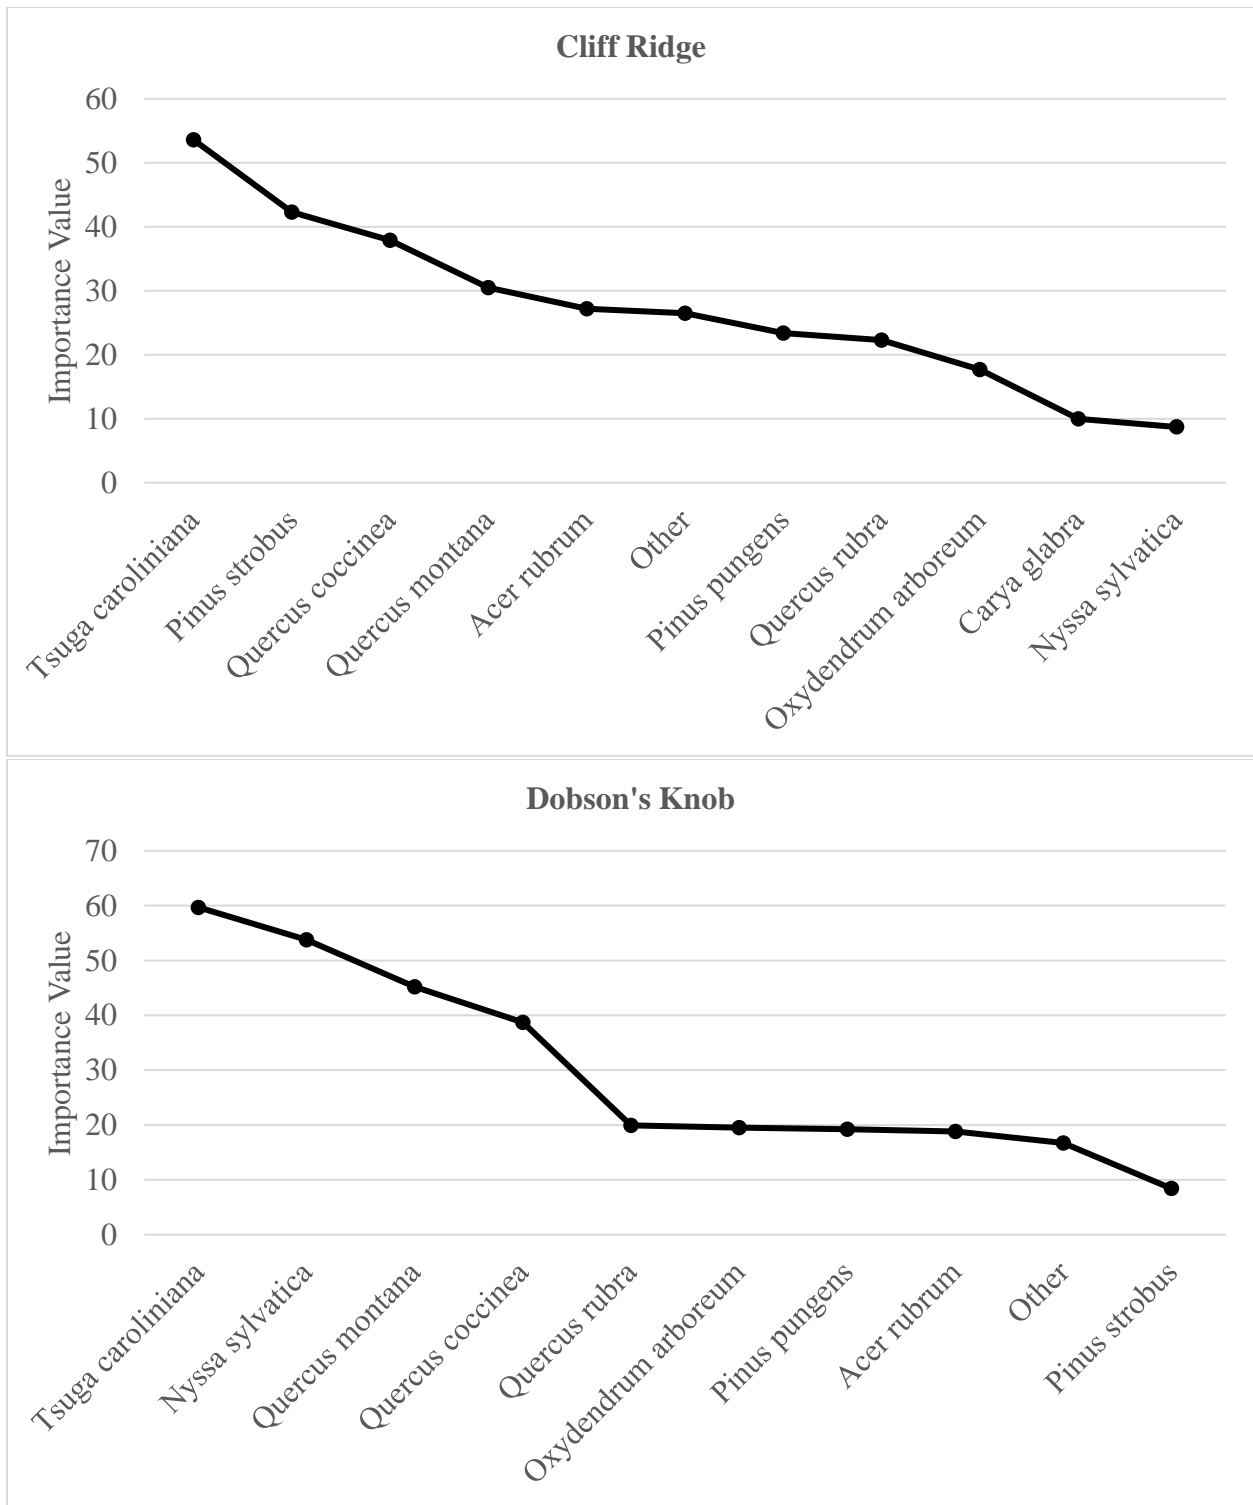 Cliff Ridge
60
50
40
30
20
10
0
Importance Value
Tsuga caroliniana
Pinus strobus
Quercus coccinea
Quercus montana
Acer rubrum
Other
Pinus pungens
Quercus rubra
Oxydendrum arboreum
Carya glabra
Nyssa sylvatica
Dobson's Knob
70
60
50
40
30
20
10
0
Importance Value
Tsuga caroliniana
Nyssa sylvatica
Quercus montana
Quercus coccinea
Quercus rubra
Oxydendrum arboreum
Pinus pungens
Acer rubrum
Other
Pinus strobus